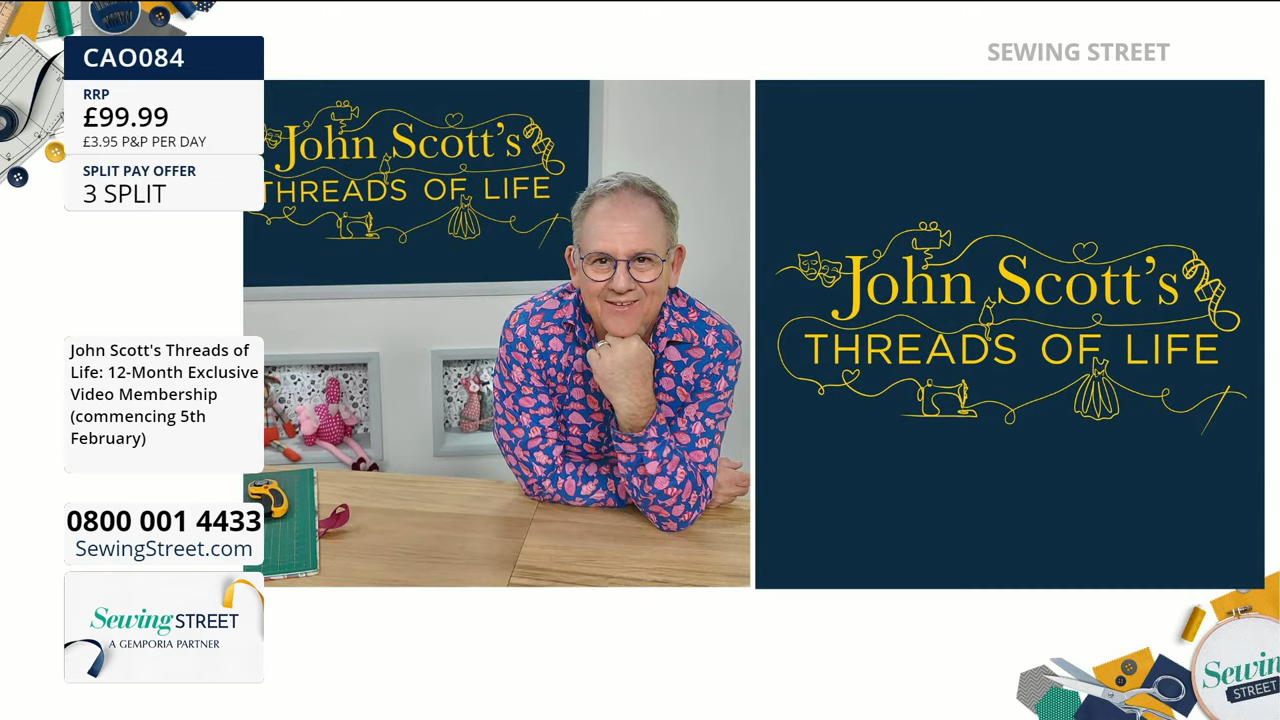 CAO084
RRP
£99.99
£3.95 P&P PER DAY
SPLIT PAY OFFER
3 SPLIT
John Scott's Threads of
Life: 12-Month Exclusive
Video Membership
(commencing 5th
February)
0800 001 4433
SewingStreet.com
Sewing STREET
A GEMPORIA PARTNER
SEWING STREET
John Scott's
THREADS OF LIFE
John Scott's
THREADS OF LIFE
Sewin
STREET